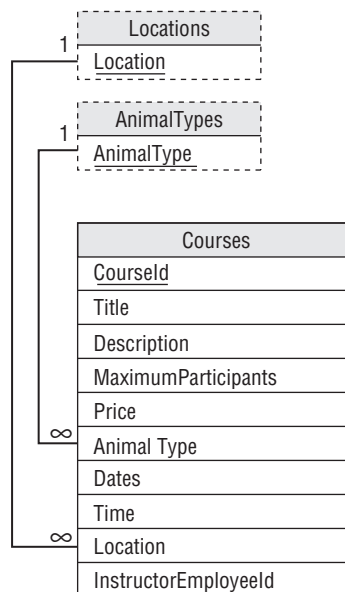 Locations
1
Location
AnimalTypes
1
AnimalType
Courses
CourseId
Title
Description
MaximumParticipants
Price
∞
Animal Type
Dates
Time
∞
Location
InstructorEmployeeId